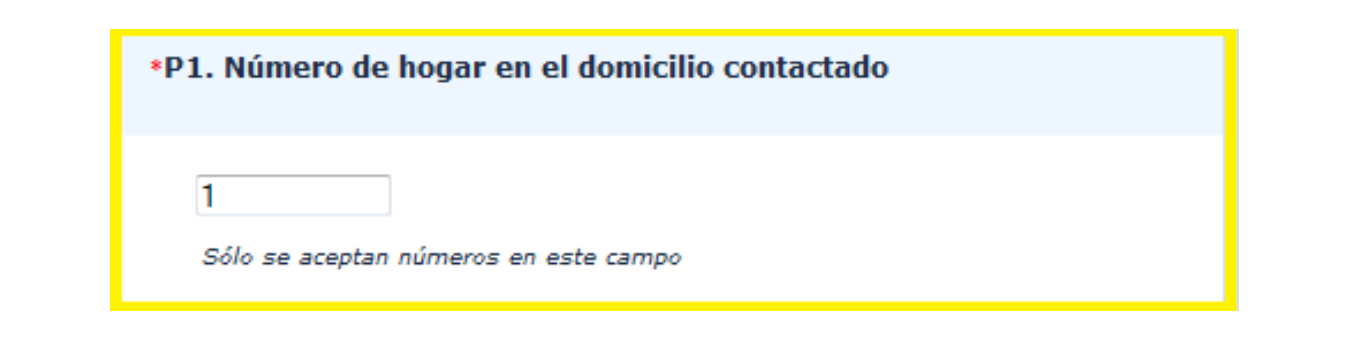 *P1. Número de hogar en el domicilio contactado
1
Sólo se aceptan números en este campo